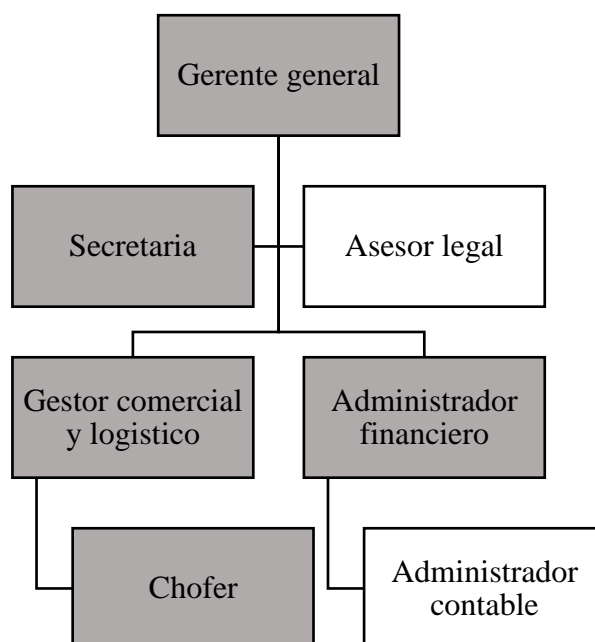 Gerente general
Secretaria
Asesor legal
Gestor comercial
y logistico
Administrador
financiero
Chofer
Administrador
contable